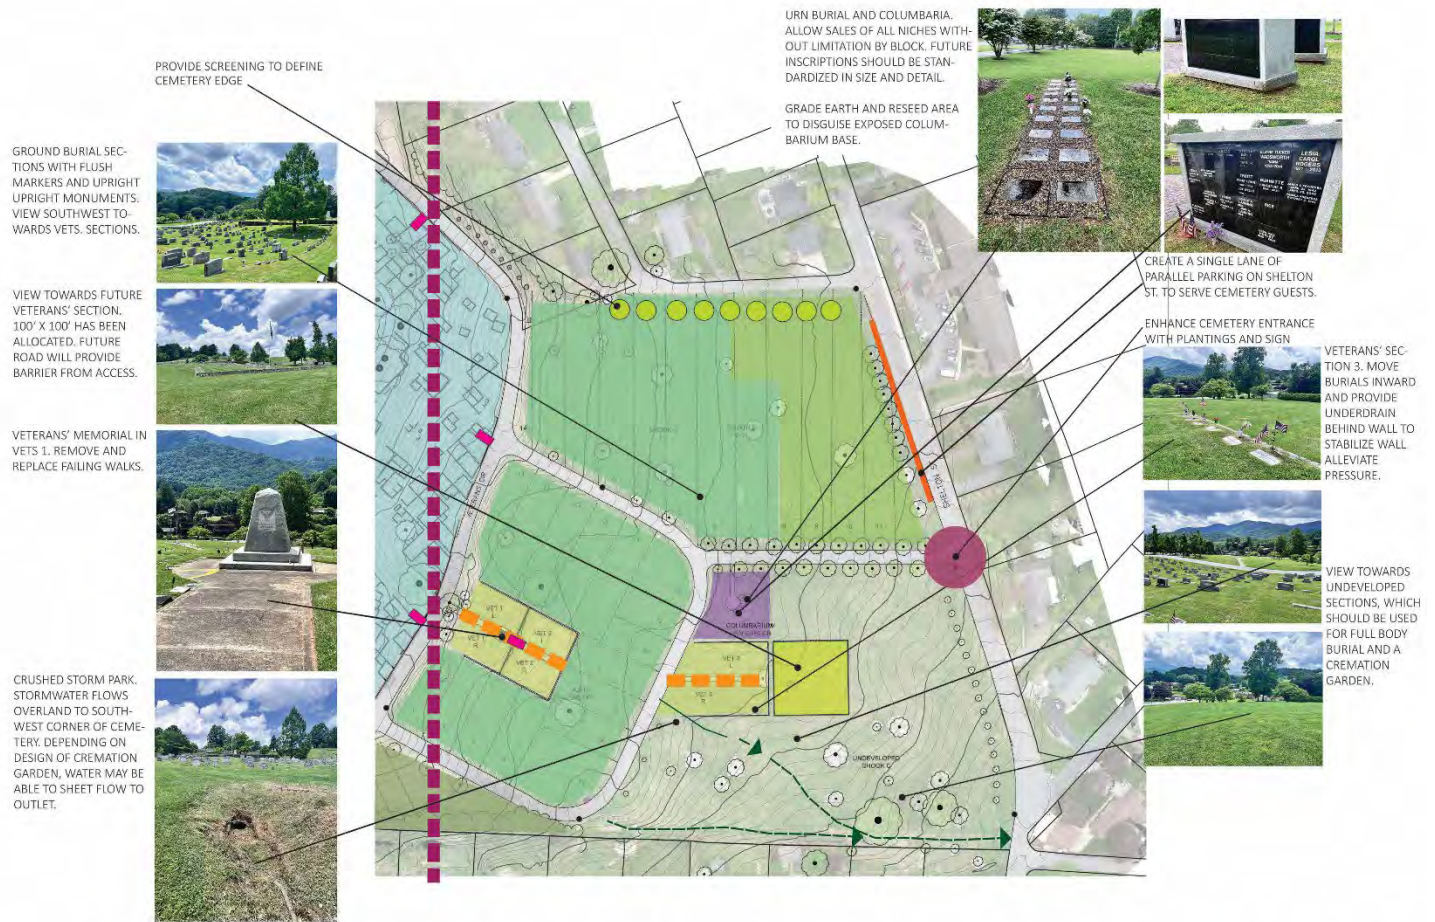 PROVIDE SCREENING TO DEFINE
CEMETERY EDGE
GROUND BURIAL SEC-
TIONS WITH FLUSH
MARKERS AND UPRIGHT
UPRIGHT MONUMENTS.
VIEW SOUTHWEST TO-
WARDS VETS. SECTIONS.
VIEW TOWARDS FUTURE
VETERANS' SECTION.
100' X 100' HAS BEEN
ALLOCATED. FUTURE
ROAD WILL PROVIDE
BARRIER FROM ACCESS.
VETERANS' MEMORIAL IN
VETS 1. REMOVE AND
REPLACE FAILING WALKS.
CRUSHED STORM PARK.
STORMWATER FLOWS
OVERLAND TO SOUTH-
WEST CORNER OF CEME-
TERY. DEPENDING ON
DESIGN OF CREMATION
GARDEN, WATER MAY BE
ABLE TO SHEET FLOW TO
OUTLET.
URN BURIAL AND COLUMBARIA.
ALLOW SALES OF ALL NICHES WITH-
OUT LIMITATION BY BLOCK. FUTURE
INSCRIPTIONS SHOULD BE STAN-
DARDIZED IN SIZE AND DETAIL.
GRADE EARTH AND RESEED AREA
TO DISGUISE EXPOSED COLUM-
BARIUM BASE.
LESLIE
CAROL
ROGERS
CREATE A SINGLE LANE OF
PARALLEL PARKING ON SHELTON
ST. TO SERVE CEMETERY GUESTS.
ENHANCE CEMETERY ENTRANCE
WITH PLANTINGS AND SIGN
VETERANS' SEC-
TION 3. MOVE
BURIALS INWARD
AND PROVIDE
UNDERDRAIN
BEHIND WALL TO
STABILIZE WALL
ALLEVIATE
PRESSURE.
VIEW TOWARDS
UNDEVELOPED
SECTIONS, WHICH
SHOULD BE USED
FOR FULL BODY
BURIAL AND A
CREMATION
GARDEN.
SHELTON S
VET 1
L
VET 2
L
R
VET 2
R
COLUMBARIUM
VET 3
L
VET 3
R
UNDEVELOPED
SHOOK C